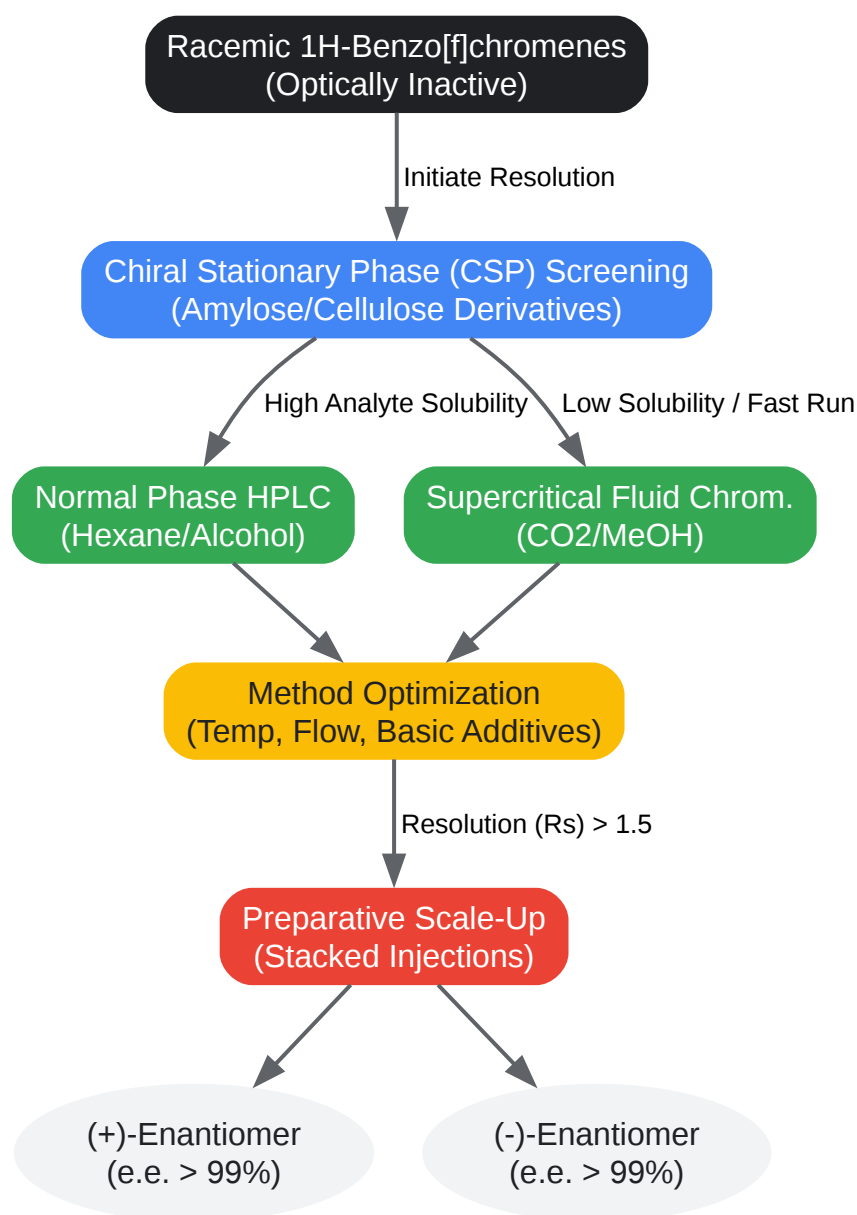 Racemic 1H-Benzo[f]chromenes
(Optically Inactive)
Initiate Resolution
Chiral Stationary Phase (CSP) Screening
(Amylose/Cellulose Derivatives)
High Analyte Solubility
Low Solubility / Fast Run
Normal Phase HPLC
(Hexane/Alcohol)
Supercritical Fluid Chrom.
(CO2/MeOH)
Method Optimization
(Temp, Flow, Basic Additives)
Resolution (Rs) > 1.5
Preparative Scale-Up
(Stacked Injections)
(+)-Enantiomer
(e.e. > 99%)
(-)-Enantiomer
(e.e. > 99%)